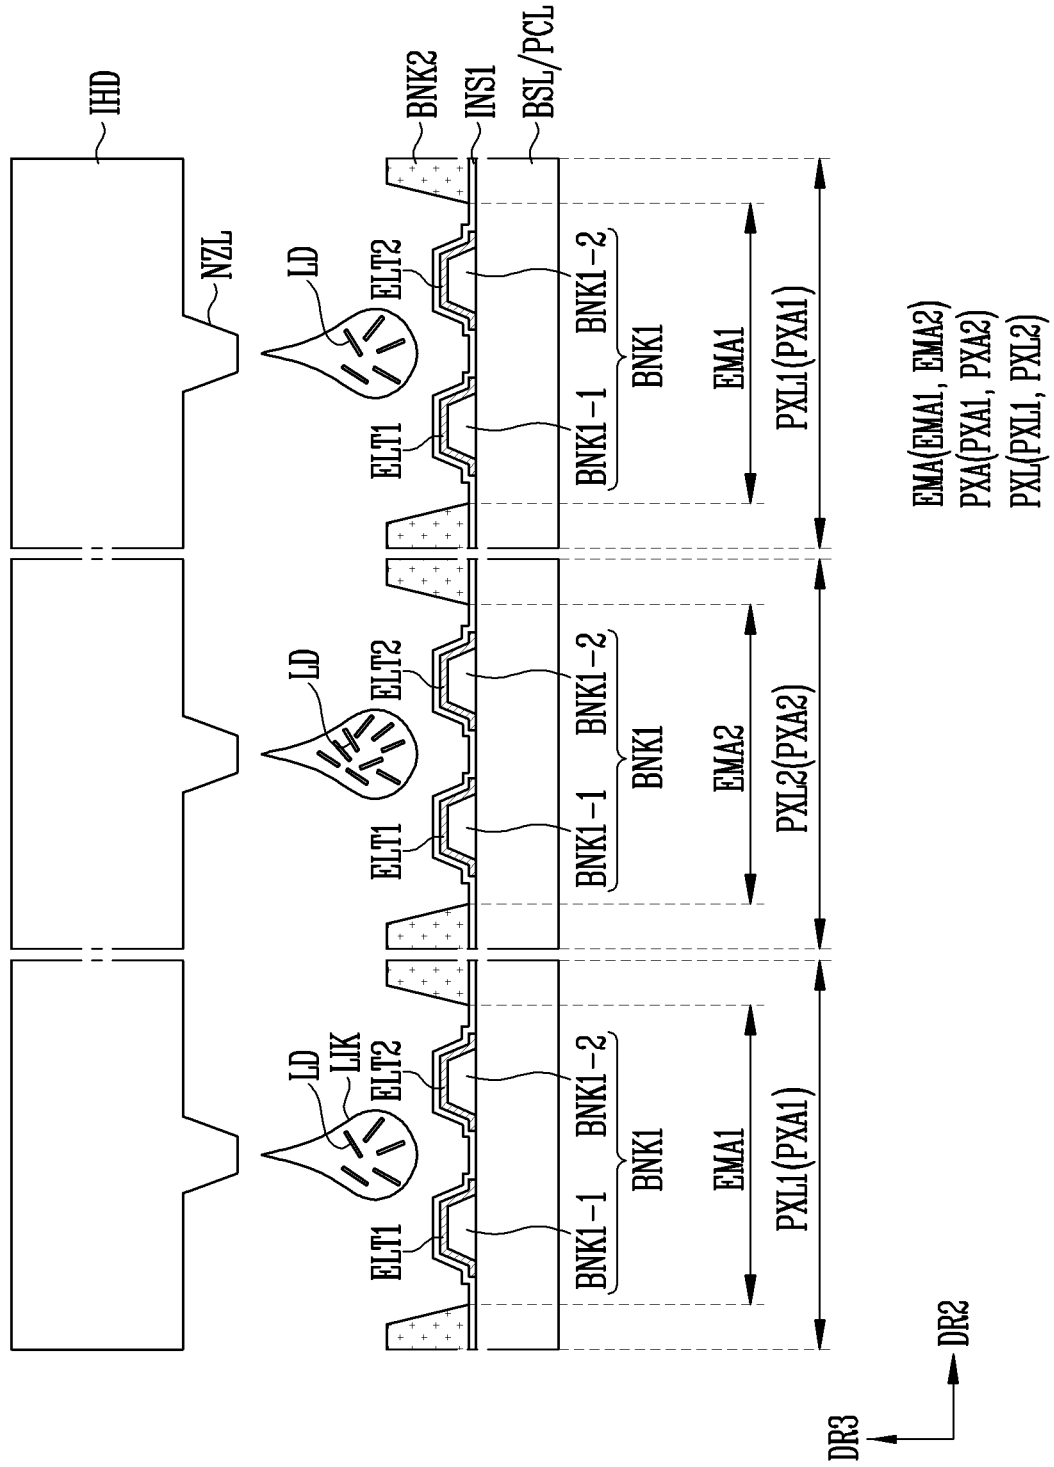 IHD
NZL
LD
LIK
LD
LD
BNK2
ELT1
ELT2
ELT1
ELT2
ELT1
ELT2
INS1
BSL/PCL
BNK1-1
BNK1-2
BNK1-1
BNK1-2
BNK1-1
BNK1-2
BNK1
BNK1
BNK1
EMA1
EMA2
EMA1
PXL1(PXA1)
PXL2(PXA2)
PXL1(PXA1)
DR3
DR2
EMA(EMA1, EMA2)
PXA(PXA1, PXA2)
PXL(PXL1, PXL2)